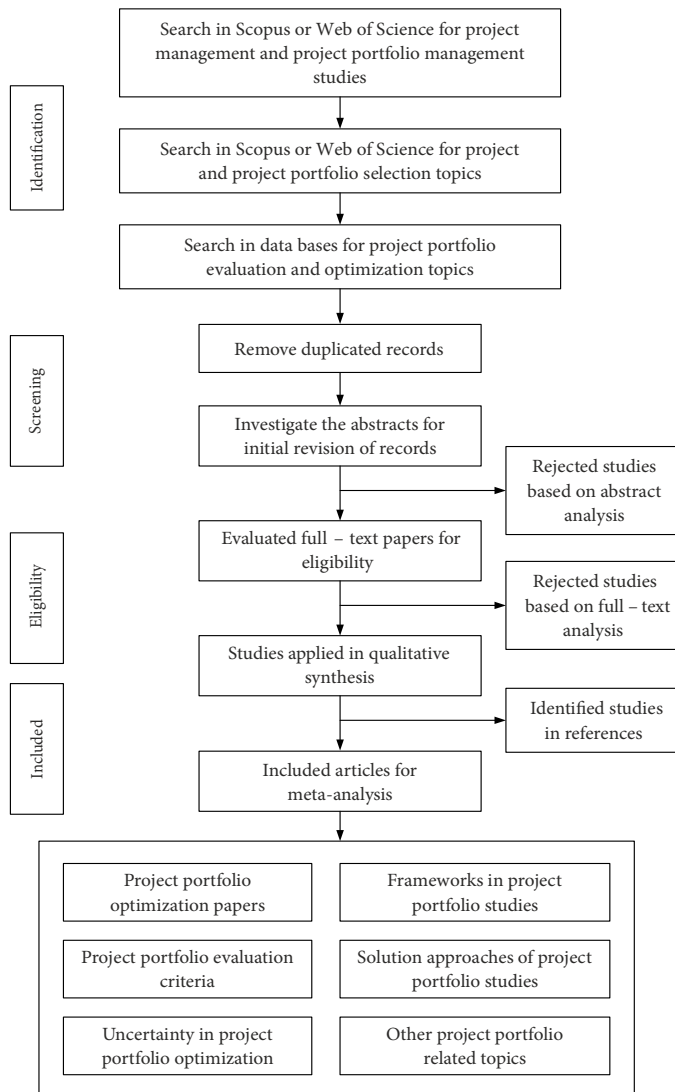 Search in Scopus or Web of Science for project
management and project portfolio management
studies
Identification
Search in Scopus or Web of Science for project
and project portfolio selection topics
Search in data bases for project portfolio
evaluation and optimization topics
Screening
Remove duplicated records
Investigate the abstracts for
initial revision of records
Rejected studies
based on abstract
analysis
Eligibility
Evaluated full – text papers for
eligibility
Rejected studies
based on full – text
analysis
Studies applied in qualitative
synthesis
Included
Identified studies
in references
Included articles for
meta-analysis
Project portfolio
optimization papers
Frameworks in project
portfolio studies
Project portfolio evaluation
criteria
Solution approaches of project
portfolio studies
Uncertainty in project
portfolio optimization
Other project portfolio
related topics